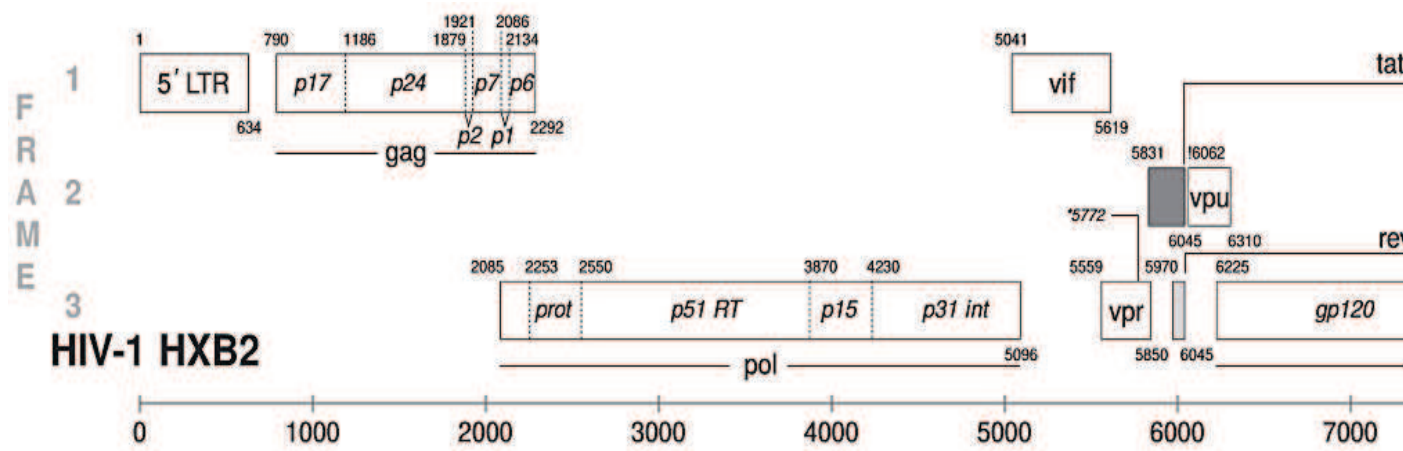 1921 2086
1 790 1186 1879 2134 5041
1 5′ LTR p17 p24 p7 p6 vif tat
634 p2 p1 2292 5619
gag
5831 !6062
2 vpu
*5772
6045 6310 rev
2085 2253 2550 3870 4230 5559 5970 6225
3 prot p51 RT p15 p31 int vpr gp120
5096 5850 6045
pol
FRAME
HIV-1 HXB2
0 1000 2000 3000 4000 5000 6000 7000